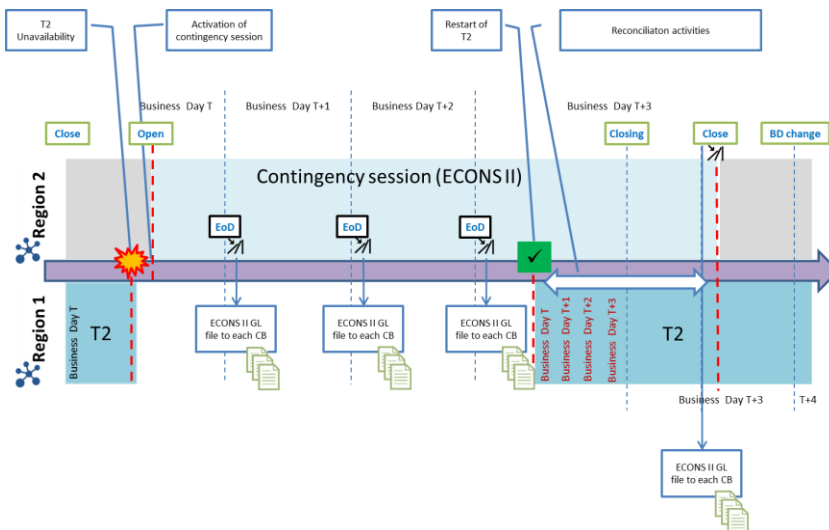 T2
Unavailability
Activation of
contingency session
Restart of
T2
Reconciliaton activities
Business Day T
Business Day T+1
Business Day T+2
Business Day T+3
Close
Open
Closing
Close
BD change
Region 2
Contingency session (ECONS II)
EoD
EoD
EoD
Region 1
Business Day T
T2
ECONS II GL
file to each CB
ECONS II GL
file to each CB
ECONS II GL
file to each CB
Business Day T
Business Day T+1
Business Day T+2
Business Day T+3
T2
Business Day T+3
T+4
ECONS II GL
file to each CB